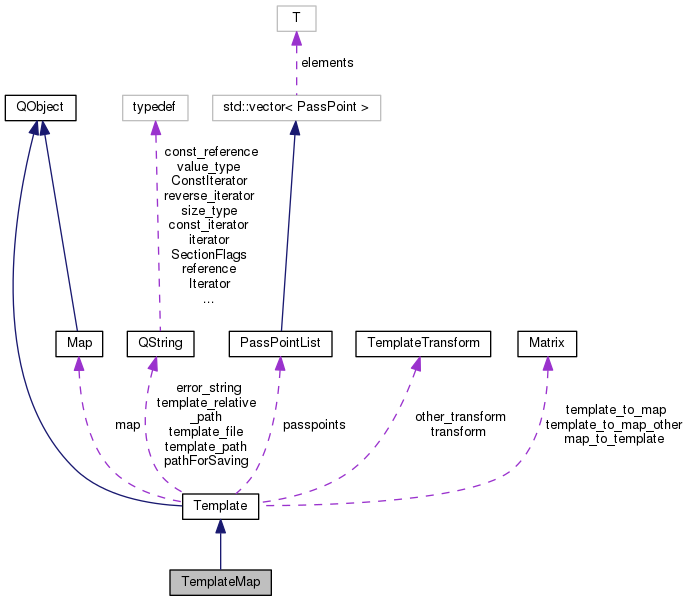 T
elements
QObject
typedef
std::vector< PassPoint >
const_reference
value_type
ConstIterator
reverse_iterator
size_type
const_iterator
iterator
SectionFlags
reference
Iterator
...
Map
QString
PassPointList
TemplateTransform
Matrix
map
error_string
template_relative
_path
template_file
template_path
pathForSaving
passpoints
other_transform
transform
template_to_map
template_to_map_other
map_to_template
Template
TemplateMap